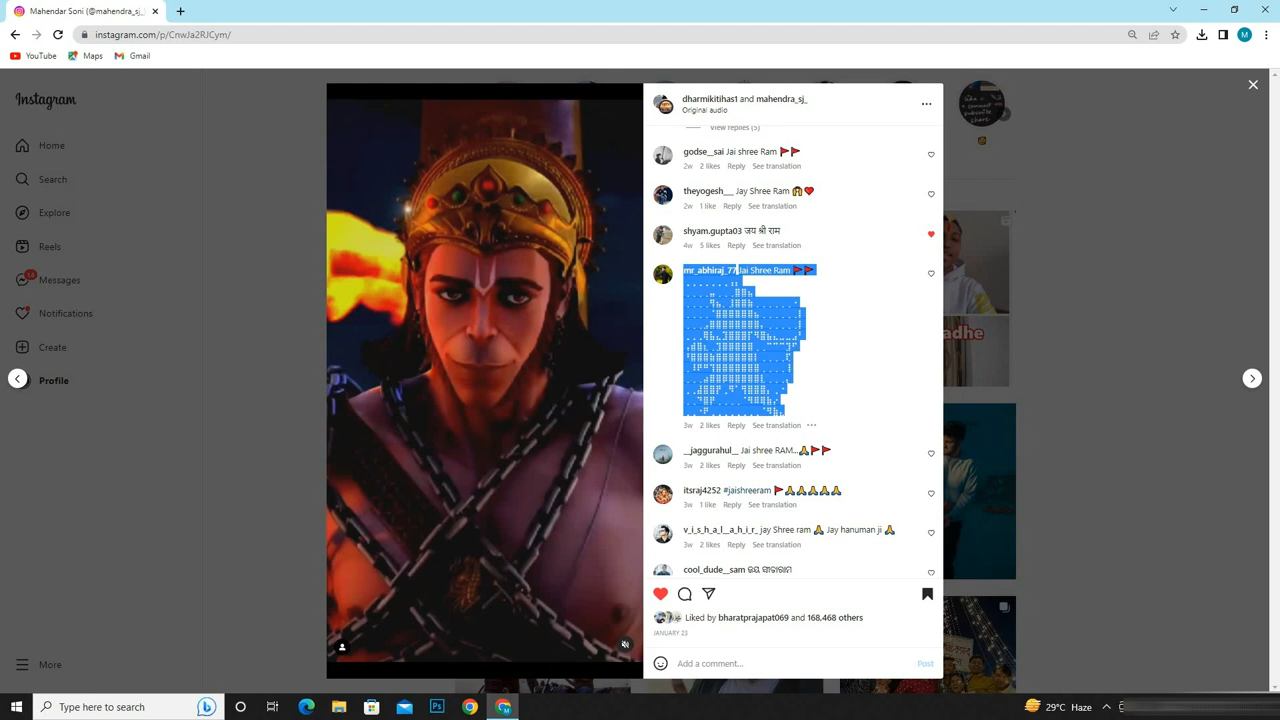 Mahendar Soni (@mahendra_sj_
instagram.com/p/CnwJa2RJCym/
YouTube
Maps
Gmail
Instagram
Home
Search
Explore
Reels
14
Messages
Notifications
Create
Profile
More
dharmikitihas1 and mahendra_sj_
Original audio
View replies (5)
godse__sai Jai shree Ram 🚩🚩
2w 2 likes Reply See translation
theyogesh___ Jay Shree Ram
2w 1 like Reply See translation
shyam.gupta03 जय श्री राम
4w 5 likes Reply See translation
mr_abhiraj_77 Jai Shree Ram 🚩🚩
3w 2 likes Reply See translation
__jaggurahul__ Jai shree RAM...🙏🚩🚩
3w 2 likes Reply See translation
itsraj4252 #jaishreeram 🚩🙏🙏🙏🙏🙏
3w 1 like Reply See translation
v_i_s_h_a_l__a_h_i_r_ jay Shree ram 🙏 Jay hanuman ji 🙏
3w 2 likes Reply See translation
cool_dude__sam ଜୟ ସୀତାରାମ
Liked by bharatprajapat069 and 168,468 others
JANUARY 23
Add a comment...
Post
Type here to search
29°C Haze